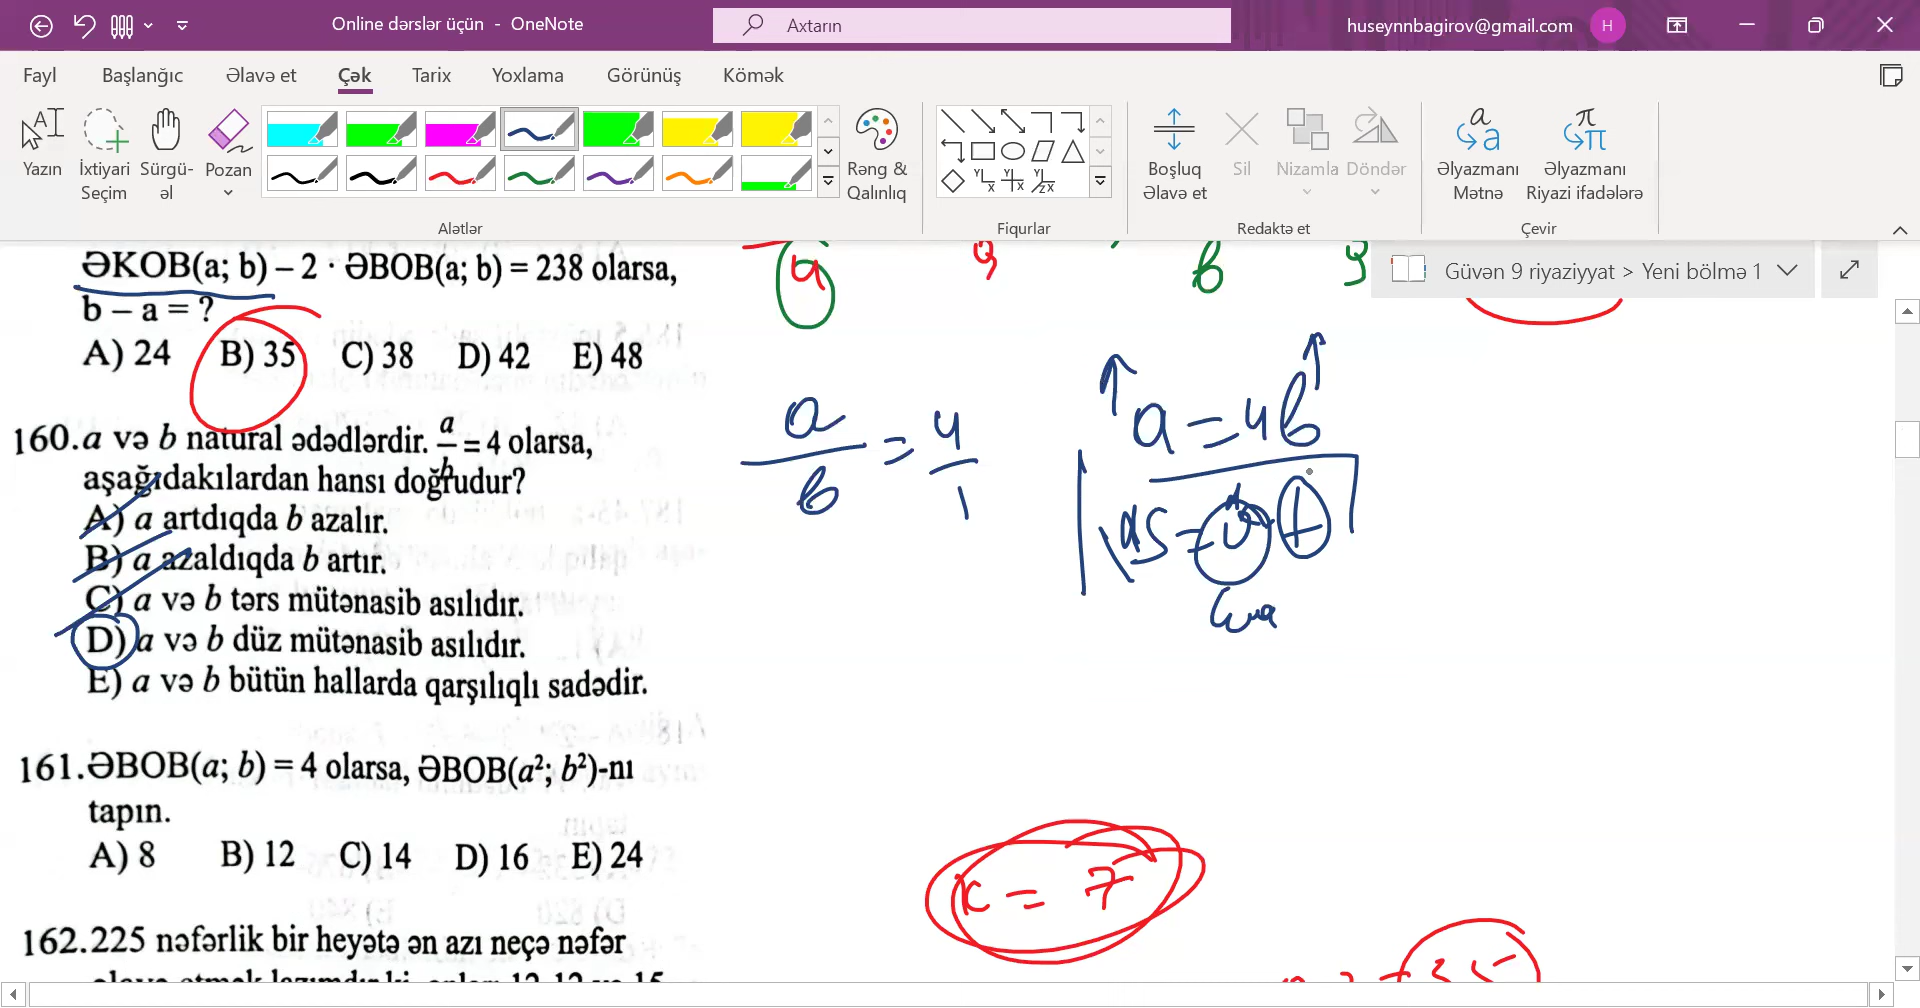 Online dərslər üçün - OneNote
Axtarın
huseynnbagirov@gmail.com
H
Fayl Başlanğıc Əlavə et Çək Tarix Yoxlama Görünüş Kömək
Yazın
İxtiyari Seçim
Sürgü-əl
Pozan
Rəng & Qalınlıq
Boşluq Əlavə et
Sil
Nizamla
Döndər
Əlyazmanı Mətnə
Əlyazmanı Riyazi ifadələrə
Alətlər Fiqurlar Redaktə et Çevir
Güvən 9 riyaziyyat > Yeni bölmə 1
ƏKOB(a; b) – 2 · ƏBOB(a; b) = 238 olarsa,
b – a = ?
A) 24 B) 35 C) 38 D) 42 E) 48
160. a və b natural ədədlərdir. a/b = 4 olarsa,
aşağıdakılardan hansı doğrudur?
A) a artdıqda b azalır.
B) a azaldıqda b artır.
C) a və b tərs mütənasib asılıdır.
D) a və b düz mütənasib asılıdır.
E) a və b bütün hallarda qarşılıqlı sadədir.
161. ƏBOB(a; b) = 4 olarsa, ƏBOB(a²; b²)-nı
tapın.
A) 8 B) 12 C) 14 D) 16 E) 24
162. 225 nəfərlik bir heyətə ən azı neçə nəfər
a b
a/b = 4/1
a = 4b
k = 7